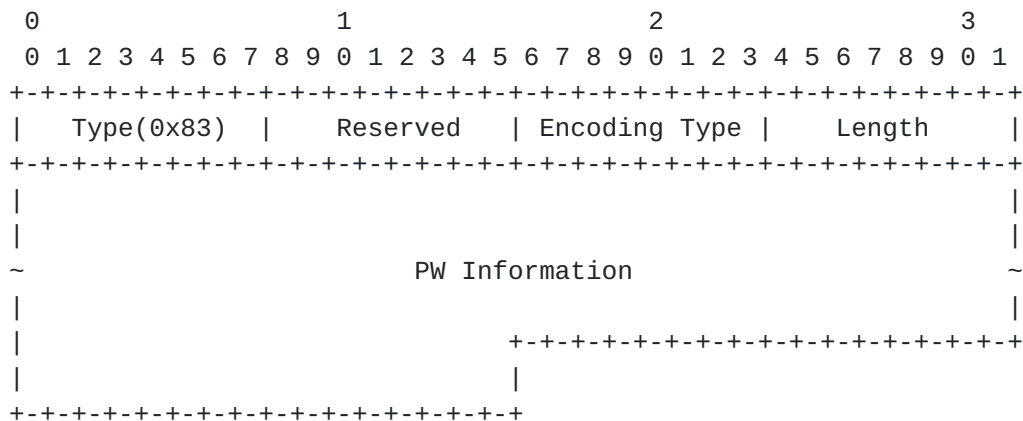 0                   1                   2                   3
 0 1 2 3 4 5 6 7 8 9 0 1 2 3 4 5 6 7 8 9 0 1 2 3 4 5 6 7 8 9 0 1
+-+-+-+-+-+-+-+-+-+-+-+-+-+-+-+-+-+-+-+-+-+-+-+-+-+-+-+-+-+-+-+-+
|   Type(0x83)  |    Reserved   | Encoding Type |    Length     |
+-+-+-+-+-+-+-+-+-+-+-+-+-+-+-+-+-+-+-+-+-+-+-+-+-+-+-+-+-+-+-+-+
|                                                               |
|                                                               |
~                         PW Information                        ~
|                                                               |
|                               +-+-+-+-+-+-+-+-+-+-+-+-+-+-+-+-+
|                               |
+-+-+-+-+-+-+-+-+-+-+-+-+-+-+-+-+